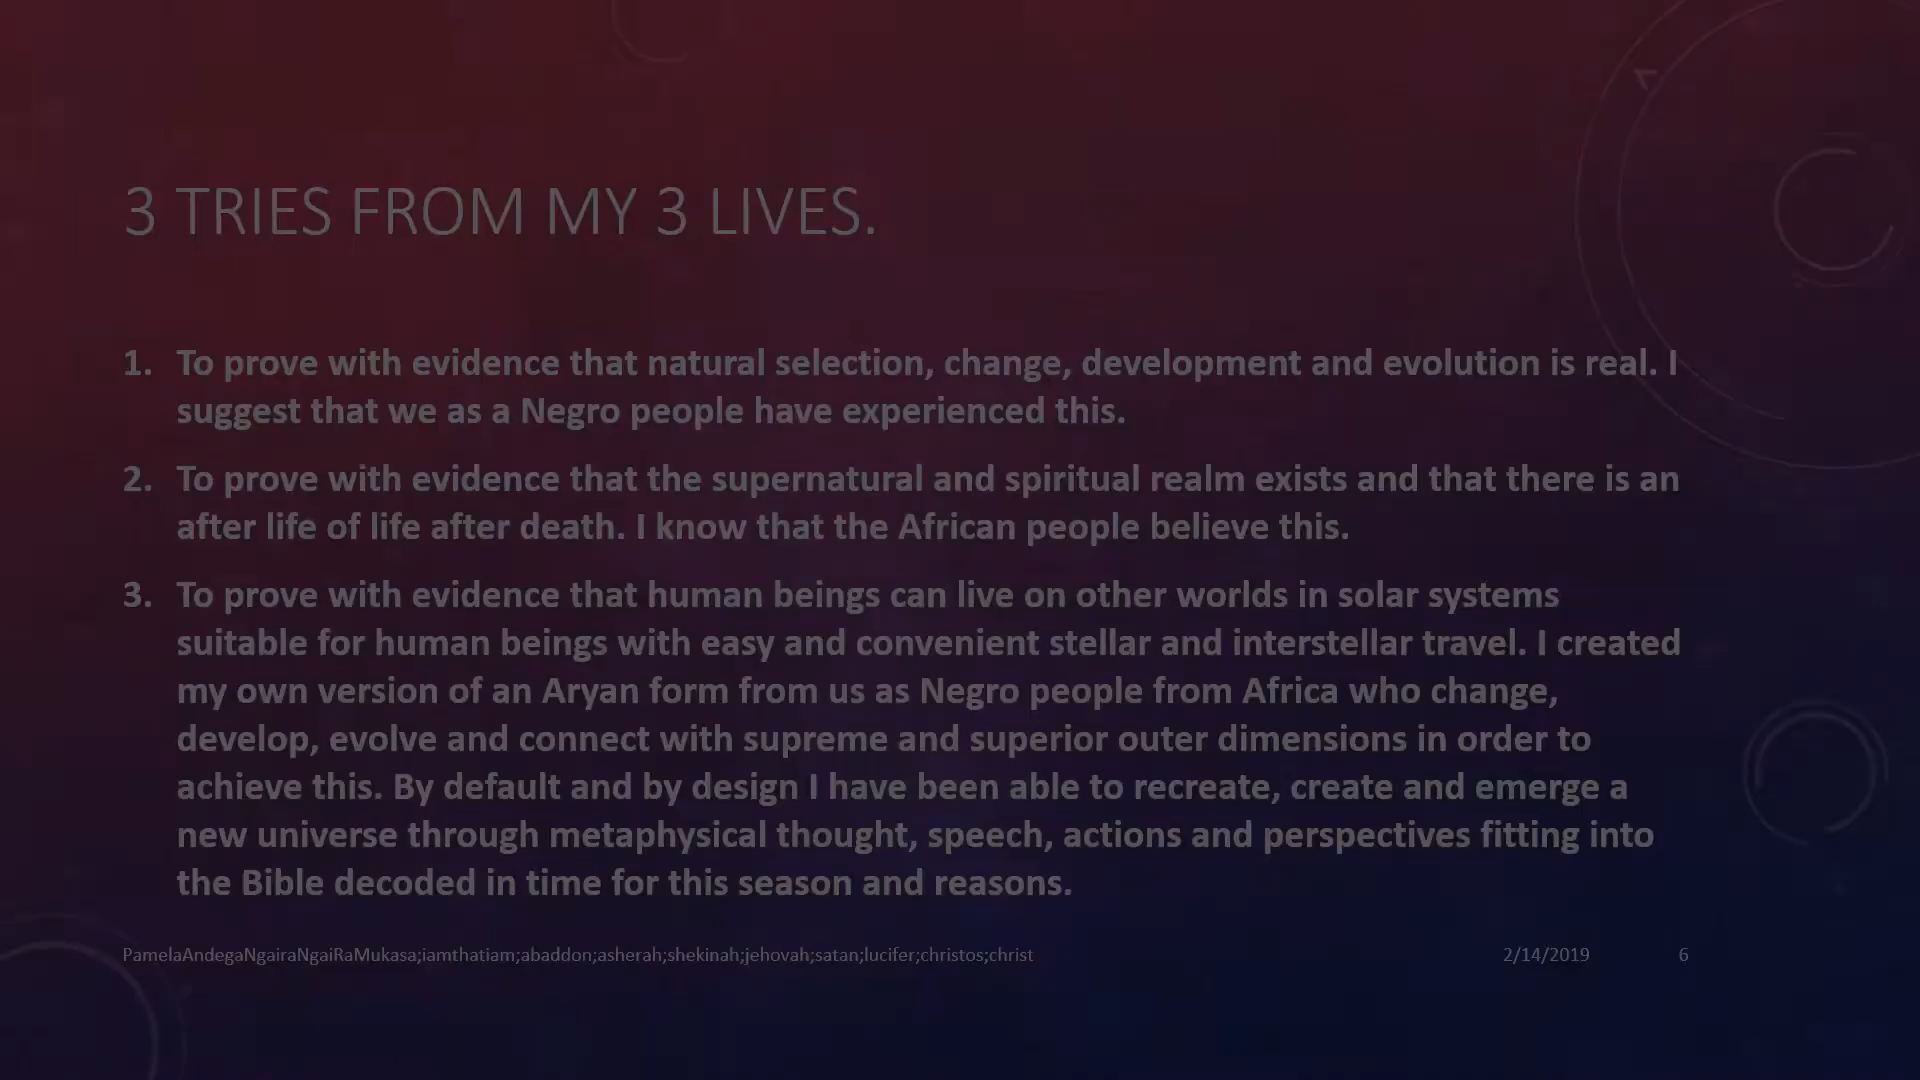 3 TRIES FROM MY 3 LIVES.
1. To prove with evidence that natural selection, change, development and evolution is real. I
suggest that we as a Negro people have experienced this.
2. To prove with evidence that the supernatural and spiritual realm exists and that there is an
after life of life after death. I know that the African people believe this.
3. To prove with evidence that human beings can live on other worlds in solar systems
suitable for human beings with easy and convenient stellar and interstellar travel. I created
my own version of an Aryan form from us as Negro people from Africa who change,
develop, evolve and connect with supreme and superior outer dimensions in order to
achieve this. By default and by design I have been able to recreate, create and emerge a
new universe through metaphysical thought, speech, actions and perspectives fitting into
the Bible decoded in time for this season and reasons.
PamelaAndegaNgairaNgaiRaMukasa;iamthatiam;abaddon;asherah;shekinah;jehovah;satan;lucifer;christos;christ 2/14/2019 6